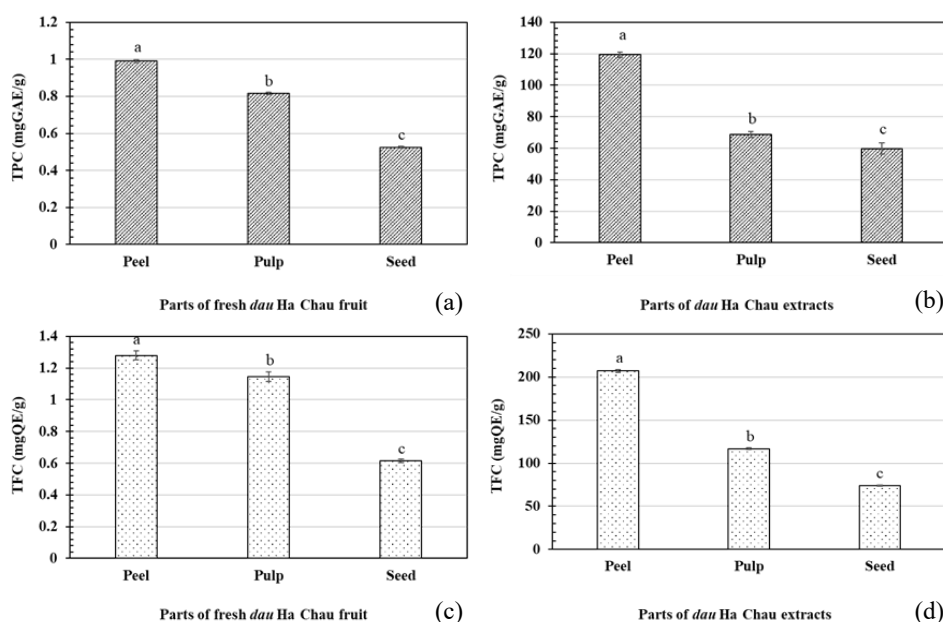 1.2
1
0.8
0.6
0.4
0.2
0
TPC (mgGAE/g)
a
b
c
Peel Pulp Seed
Parts of fresh dau Ha Chau fruit (a)
140
120
100
80
60
40
20
0
TPC (mgGAE/g)
a
b
c
Peel Pulp Seed
Parts of dau Ha Chau extracts (b)
1.4
1.2
1
0.8
0.6
0.4
0.2
0
TFC (mgQE/g)
a
b
c
Peel Pulp Seed
Parts of fresh dau Ha Chau fruit (c)
250
200
150
100
50
0
TFC (mgQE/g)
a
b
c
Peel Pulp Seed
Parts of dau Ha Chau extracts (d)